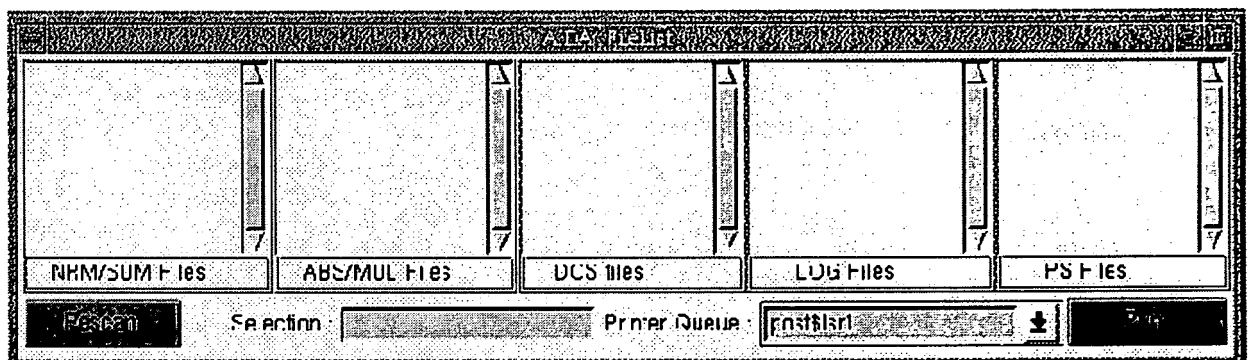 NRM/SUM Files
ABS/MUL Files
DCS files
LOG Files
PS Files
Rescan
Selection :
Printer Queue :